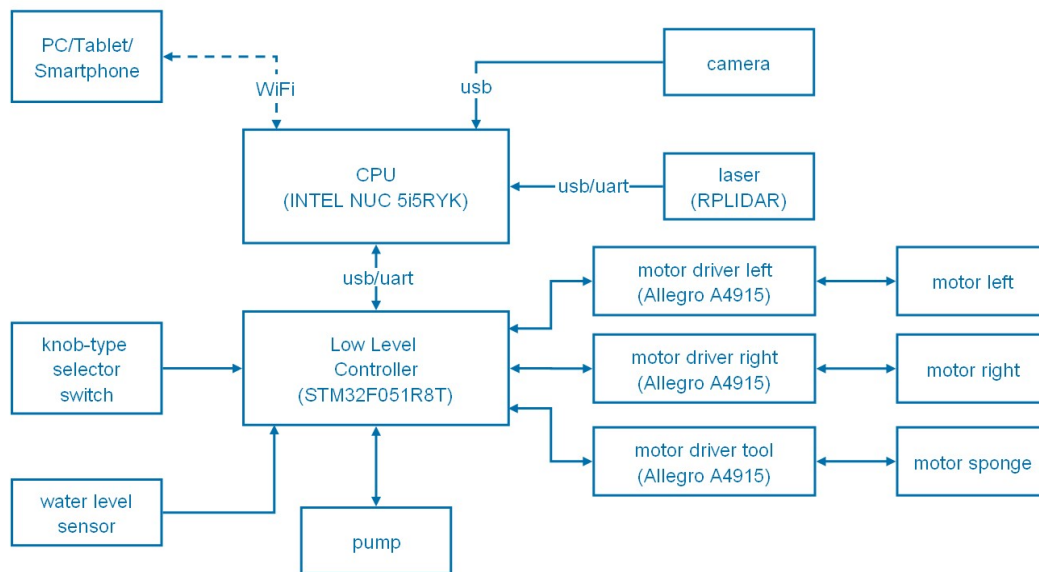 PC/Tablet/
Smartphone
WiFi
usb
camera
CPU
(INTEL NUC 5i5RYK)
usb/uart
laser
(RPLIDAR)
usb/uart
motor driver left
(Allegro A4915)
motor left
knob-type
selector
switch
Low Level
Controller
(STM32F051R8T)
motor driver right
(Allegro A4915)
motor right
motor driver tool
(Allegro A4915)
motor sponge
water level
sensor
pump